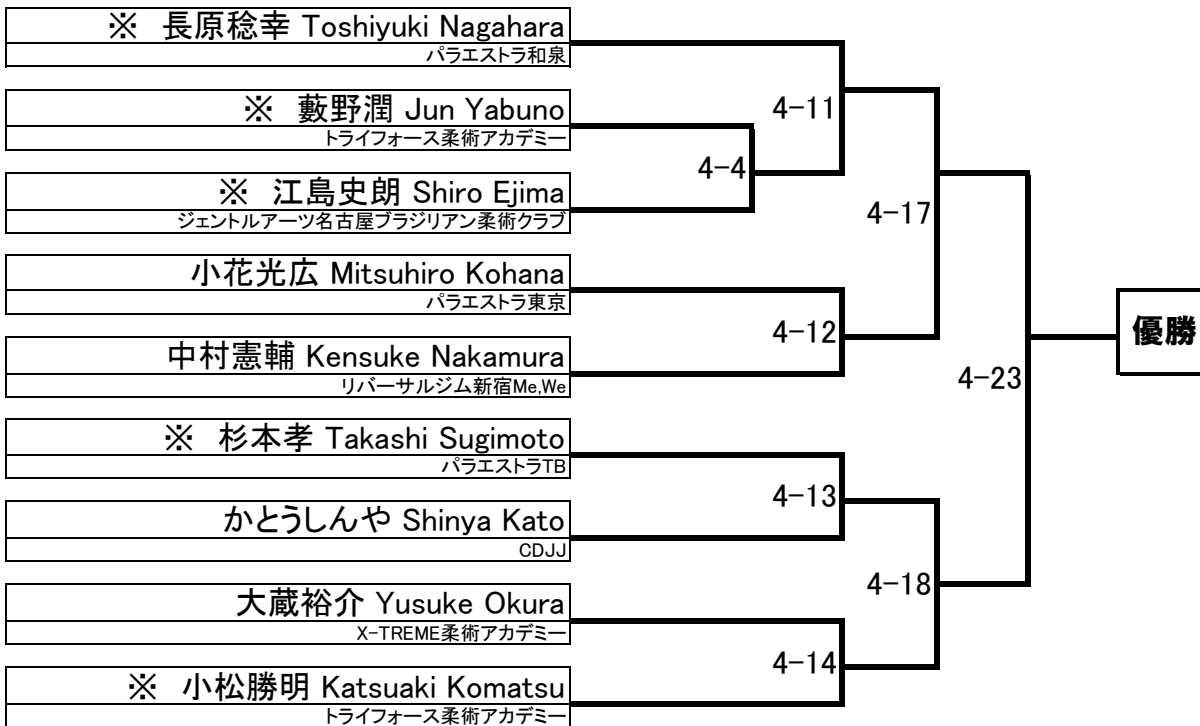 ※ 長原稔幸 Toshiyuki Nagahara
パラエストラ和泉
※ 藪野潤 Jun Yabuno
トライフォース柔術アカデミー
※ 江島史朗 Shiro Ejima
ジェントルアーツ名古屋ブラジリアン柔術クラブ
小花光広 Mitsuhiro Kohana
パラエストラ東京
中村憲輔 Kensuke Nakamura
リバーサルジム新宿Me,We
※ 杉本孝 Takashi Sugimoto
パラエストラTB
かとうしんや Shinya Kato
CDJJ
大蔵裕介 Yusuke Okura
X-TREME柔術アカデミー
※ 小松勝明 Katsuaki Komatsu
トライフォース柔術アカデミー
4-4
4-11
4-12
4-13
4-14
4-17
4-18
4-23
優勝